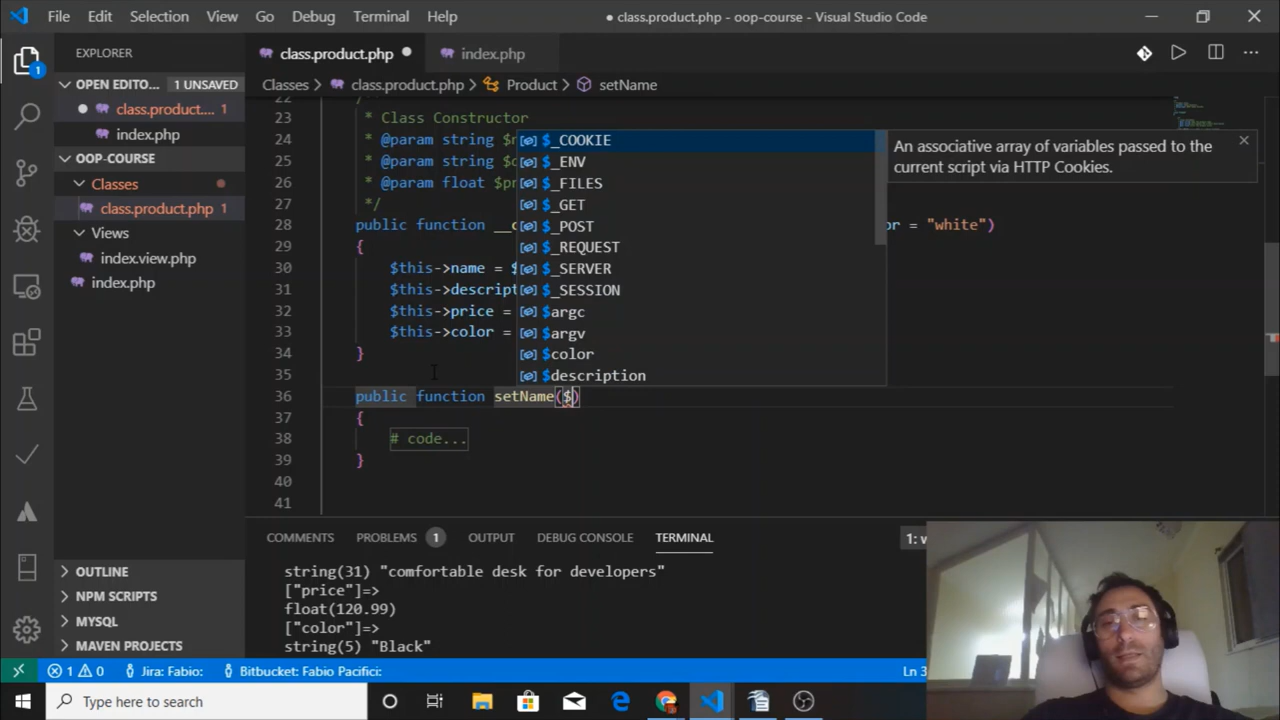 File Edit Selection View Go Debug Terminal Help
● class.product.php - oop-course - Visual Studio Code
EXPLORER
OPEN EDITO... 1 UNSAVED
class.product.... 1
index.php
OOP-COURSE
Classes
class.product.php 1
Views
index.view.php
index.php
OUTLINE
NPM SCRIPTS
MYSQL
MAVEN PROJECTS
class.product.php ● index.php
Classes > class.product.php > Product > setName
22 /**
23 * Class Constructor
24 * @param string $n
25 * @param string $
26 * @param float $pr
27 */
28 public function __c or = "white")
29 {
30 $this->name = $
31 $this->descript
32 $this->price =
33 $this->color =
34 }
35
36 public function setName($)
37 {
38 # code...
39 }
40
41
$_COOKIE
$_ENV
$_FILES
$_GET
$_POST
$_REQUEST
$_SERVER
$_SESSION
$argc
$argv
$color
$description
An associative array of variables passed to the
current script via HTTP Cookies.
COMMENTS PROBLEMS 1 OUTPUT DEBUG CONSOLE TERMINAL 1:
string(31) "comfortable desk for developers"
["price"]=>
float(120.99)
["color"]=>
string(5) "Black"
1 0 Jira: Fabio: Bitbucket: Fabio Pacifici: Ln 3
Type here to search
1